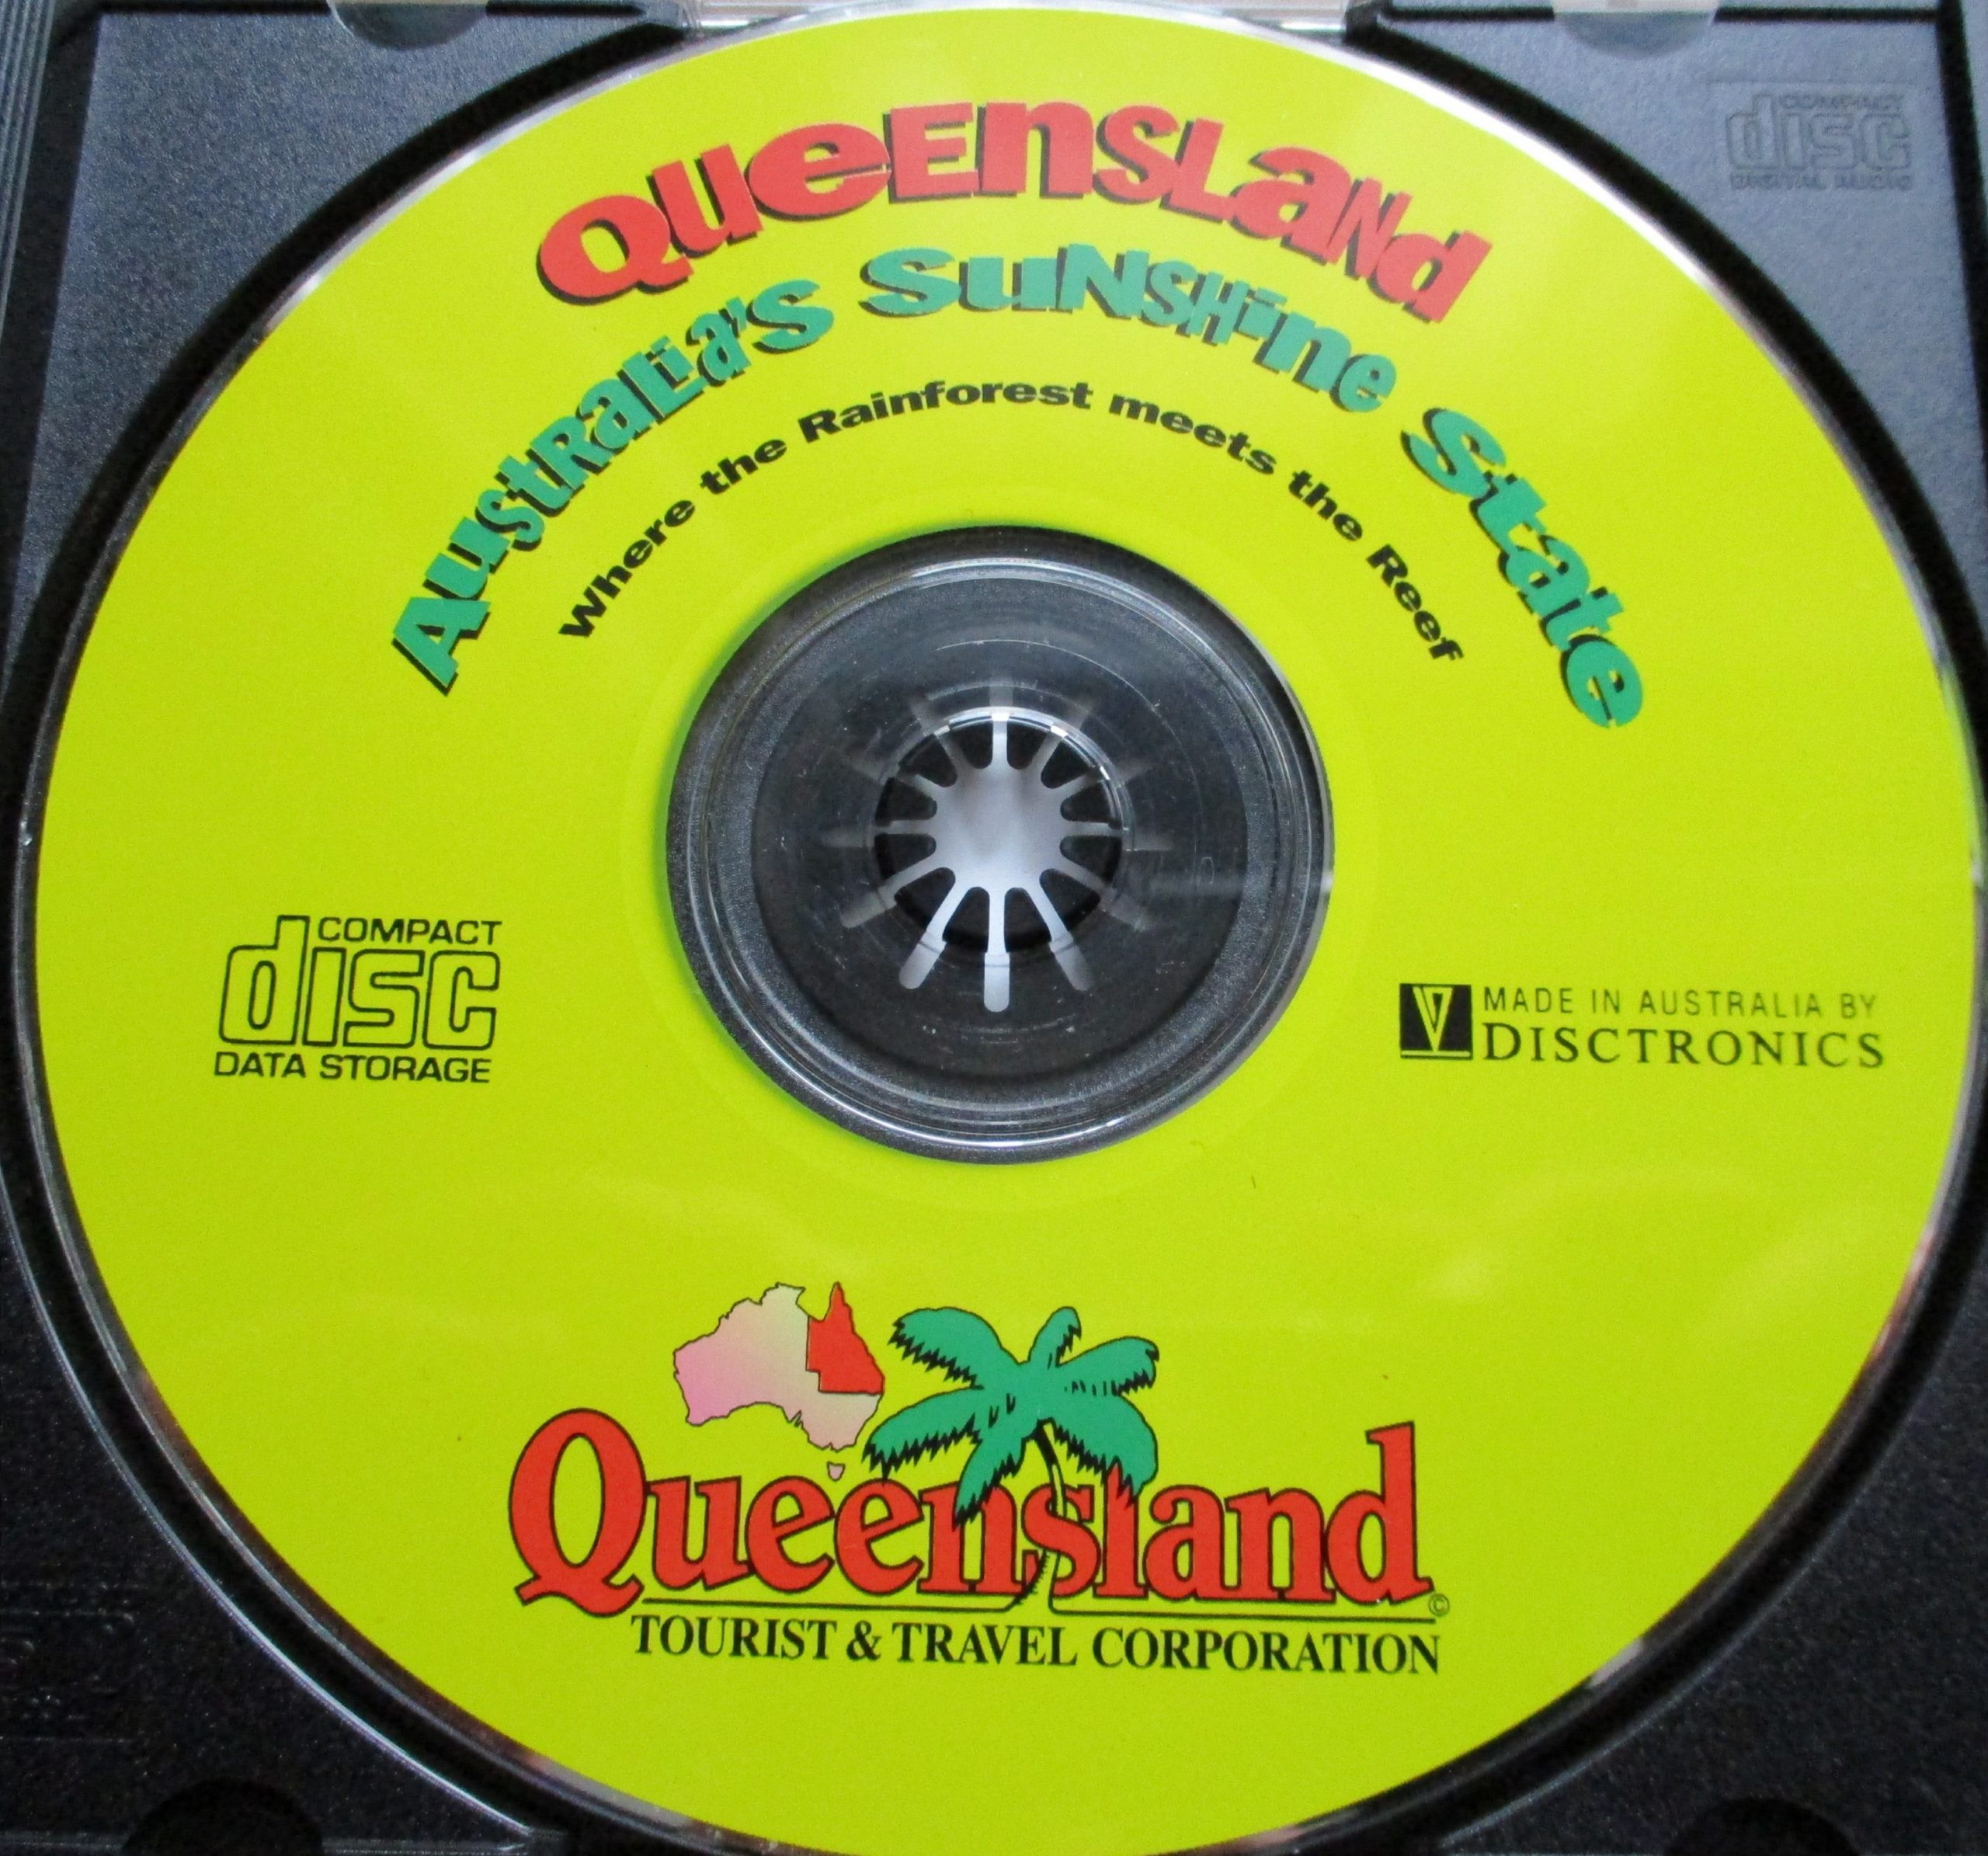 QUeENSLaNd
AustRaLia's SuNSHine State
Where the Rainforest meets the Reef
COMPACT
disc
DATA STORAGE
MADE IN AUSTRALIA BY
DISCTRONICS
Queensland ©
TOURIST & TRAVEL CORPORATION
COMPACT
disc
DIGITAL AUDIO